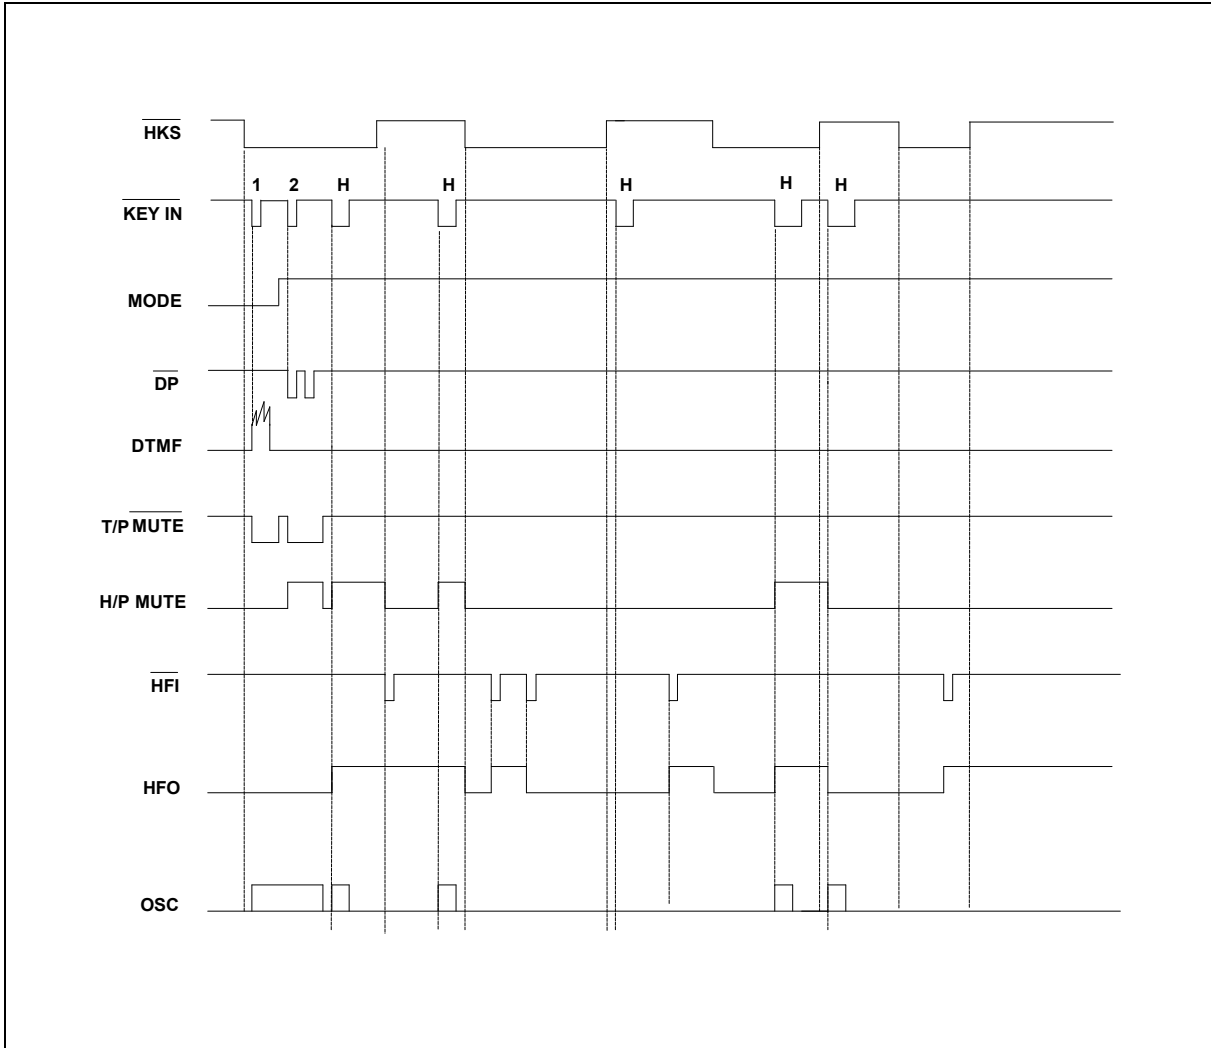 HKS
1 2 H H H H H
KEY IN
MODE
DP
DTMF
T/P MUTE
H/P MUTE
HFI
HFO
OSC